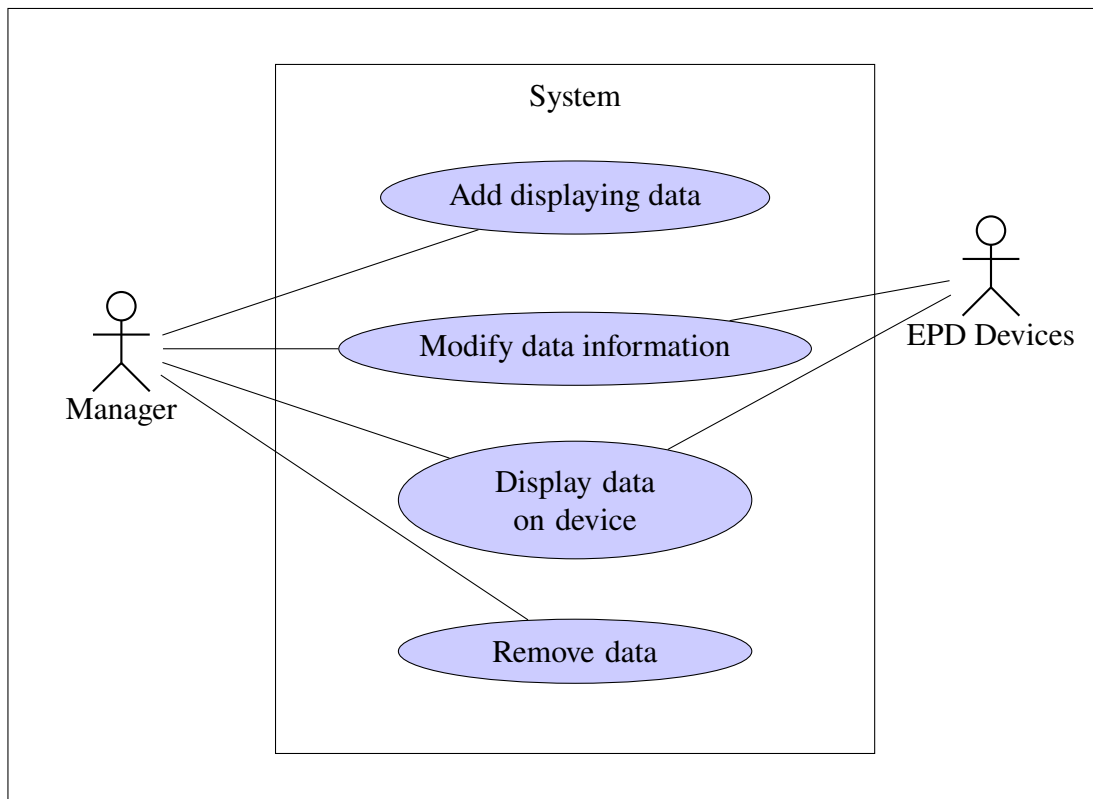 System
Add displaying data
Modify data information
EPD Devices
Manager
Display data
on device
Remove data